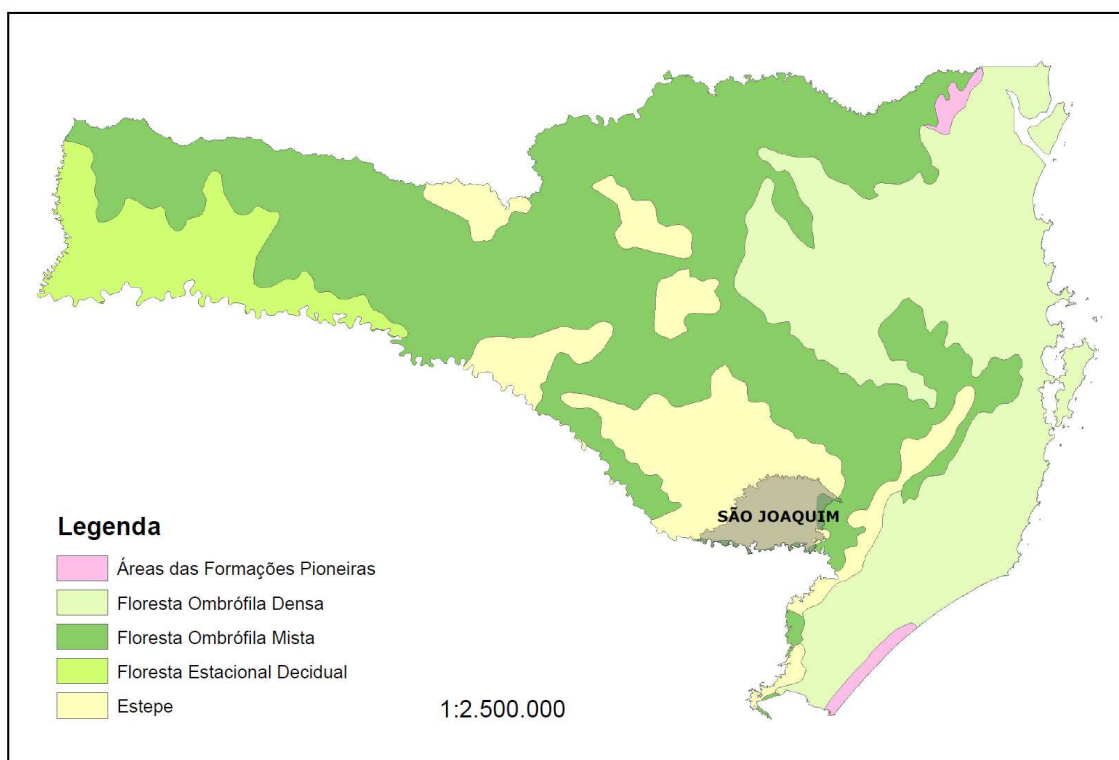 SÃO JOAQUIM
Legenda
Áreas das Formações Pioneiras
Floresta Ombrófila Densa
Floresta Ombrófila Mista
Floresta Estacional Decidual
Estepe
1:2.500.000